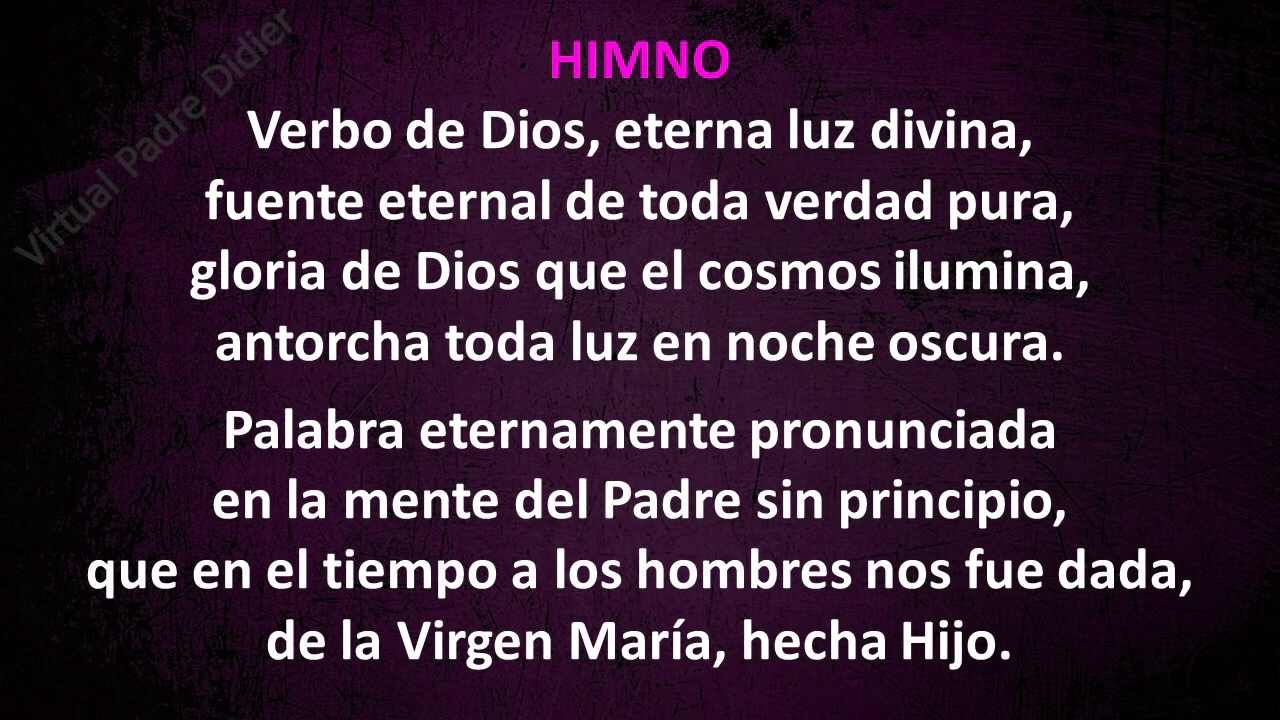 Virtual Padre Didier
HIMNO
Verbo de Dios, eterna luz divina,
fuente eternal de toda verdad pura,
gloria de Dios que el cosmos ilumina,
antorcha toda luz en noche oscura.
Palabra eternamente pronunciada
en la mente del Padre sin principio,
que en el tiempo a los hombres nos fue dada,
de la Virgen María, hecha Hijo.